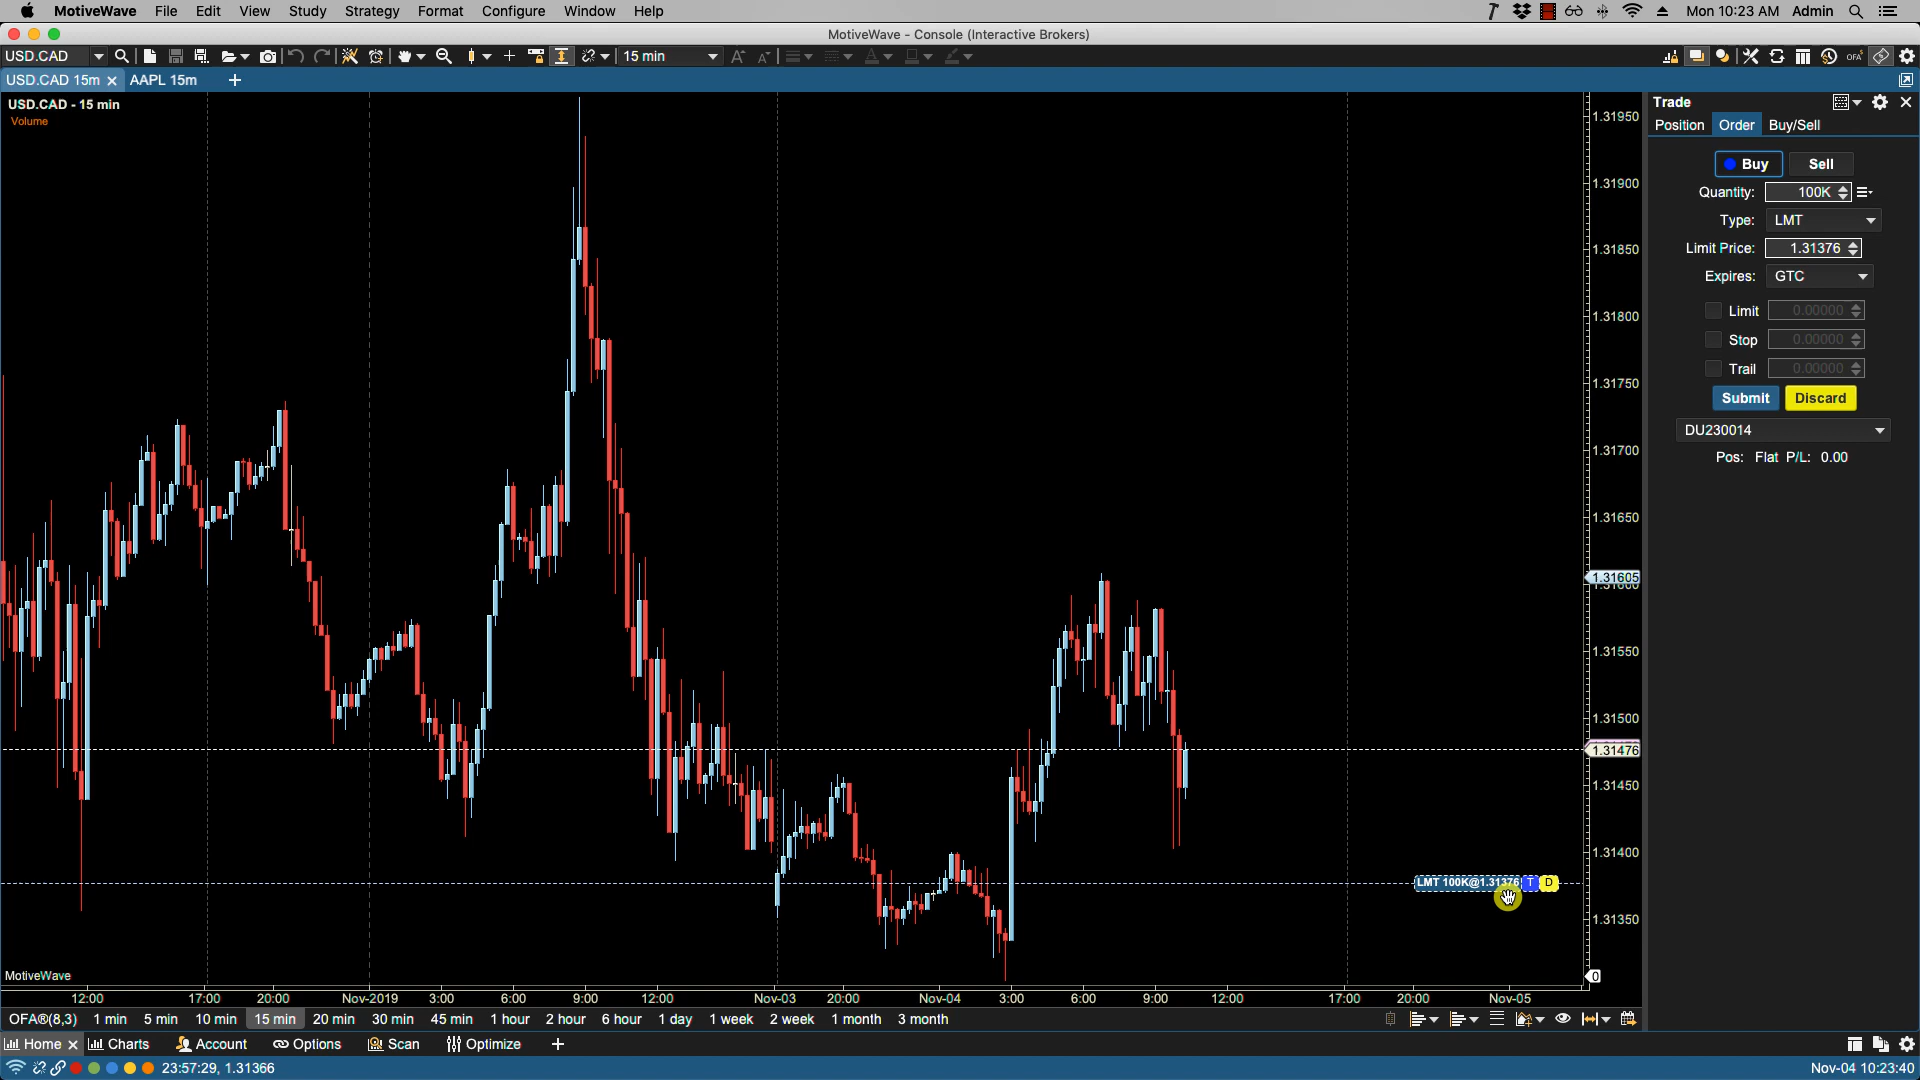 MotiveWave File Edit View Study Strategy Format Configure Window Help Mon 10:23 AM Admin
MotiveWave - Console (Interactive Brokers)
USD.CAD 15 min
USD.CAD 15m AAPL 15m
USD.CAD - 15 min
Volume
1.31950
1.31900
1.31850
1.31800
1.31750
1.31700
1.31650
1.31605
1.31550
1.31500
1.31476
1.31450
1.31400
1.31350
0
LMT 100K@1.31376 T D
MotiveWave
12:00 17:00 20:00 Nov-2019 3:00 6:00 9:00 12:00 Nov-03 20:00 Nov-04 3:00 6:00 9:00 12:00 17:00 20:00 Nov-05
OFA®(8,3) 1 min 5 min 10 min 15 min 20 min 30 min 45 min 1 hour 2 hour 6 hour 1 day 1 week 2 week 1 month 3 month
Home Charts Account Options Scan Optimize
23:57:29, 1.31366 Nov-04 10:23:40
Trade
Position Order Buy/Sell
Buy Sell
Quantity: 100K
Type: LMT
Limit Price: 1.31376
Expires: GTC
Limit 0.00000
Stop 0.00000
Trail 0.00000
Submit Discard
DU230014
Pos: Flat P/L: 0.00